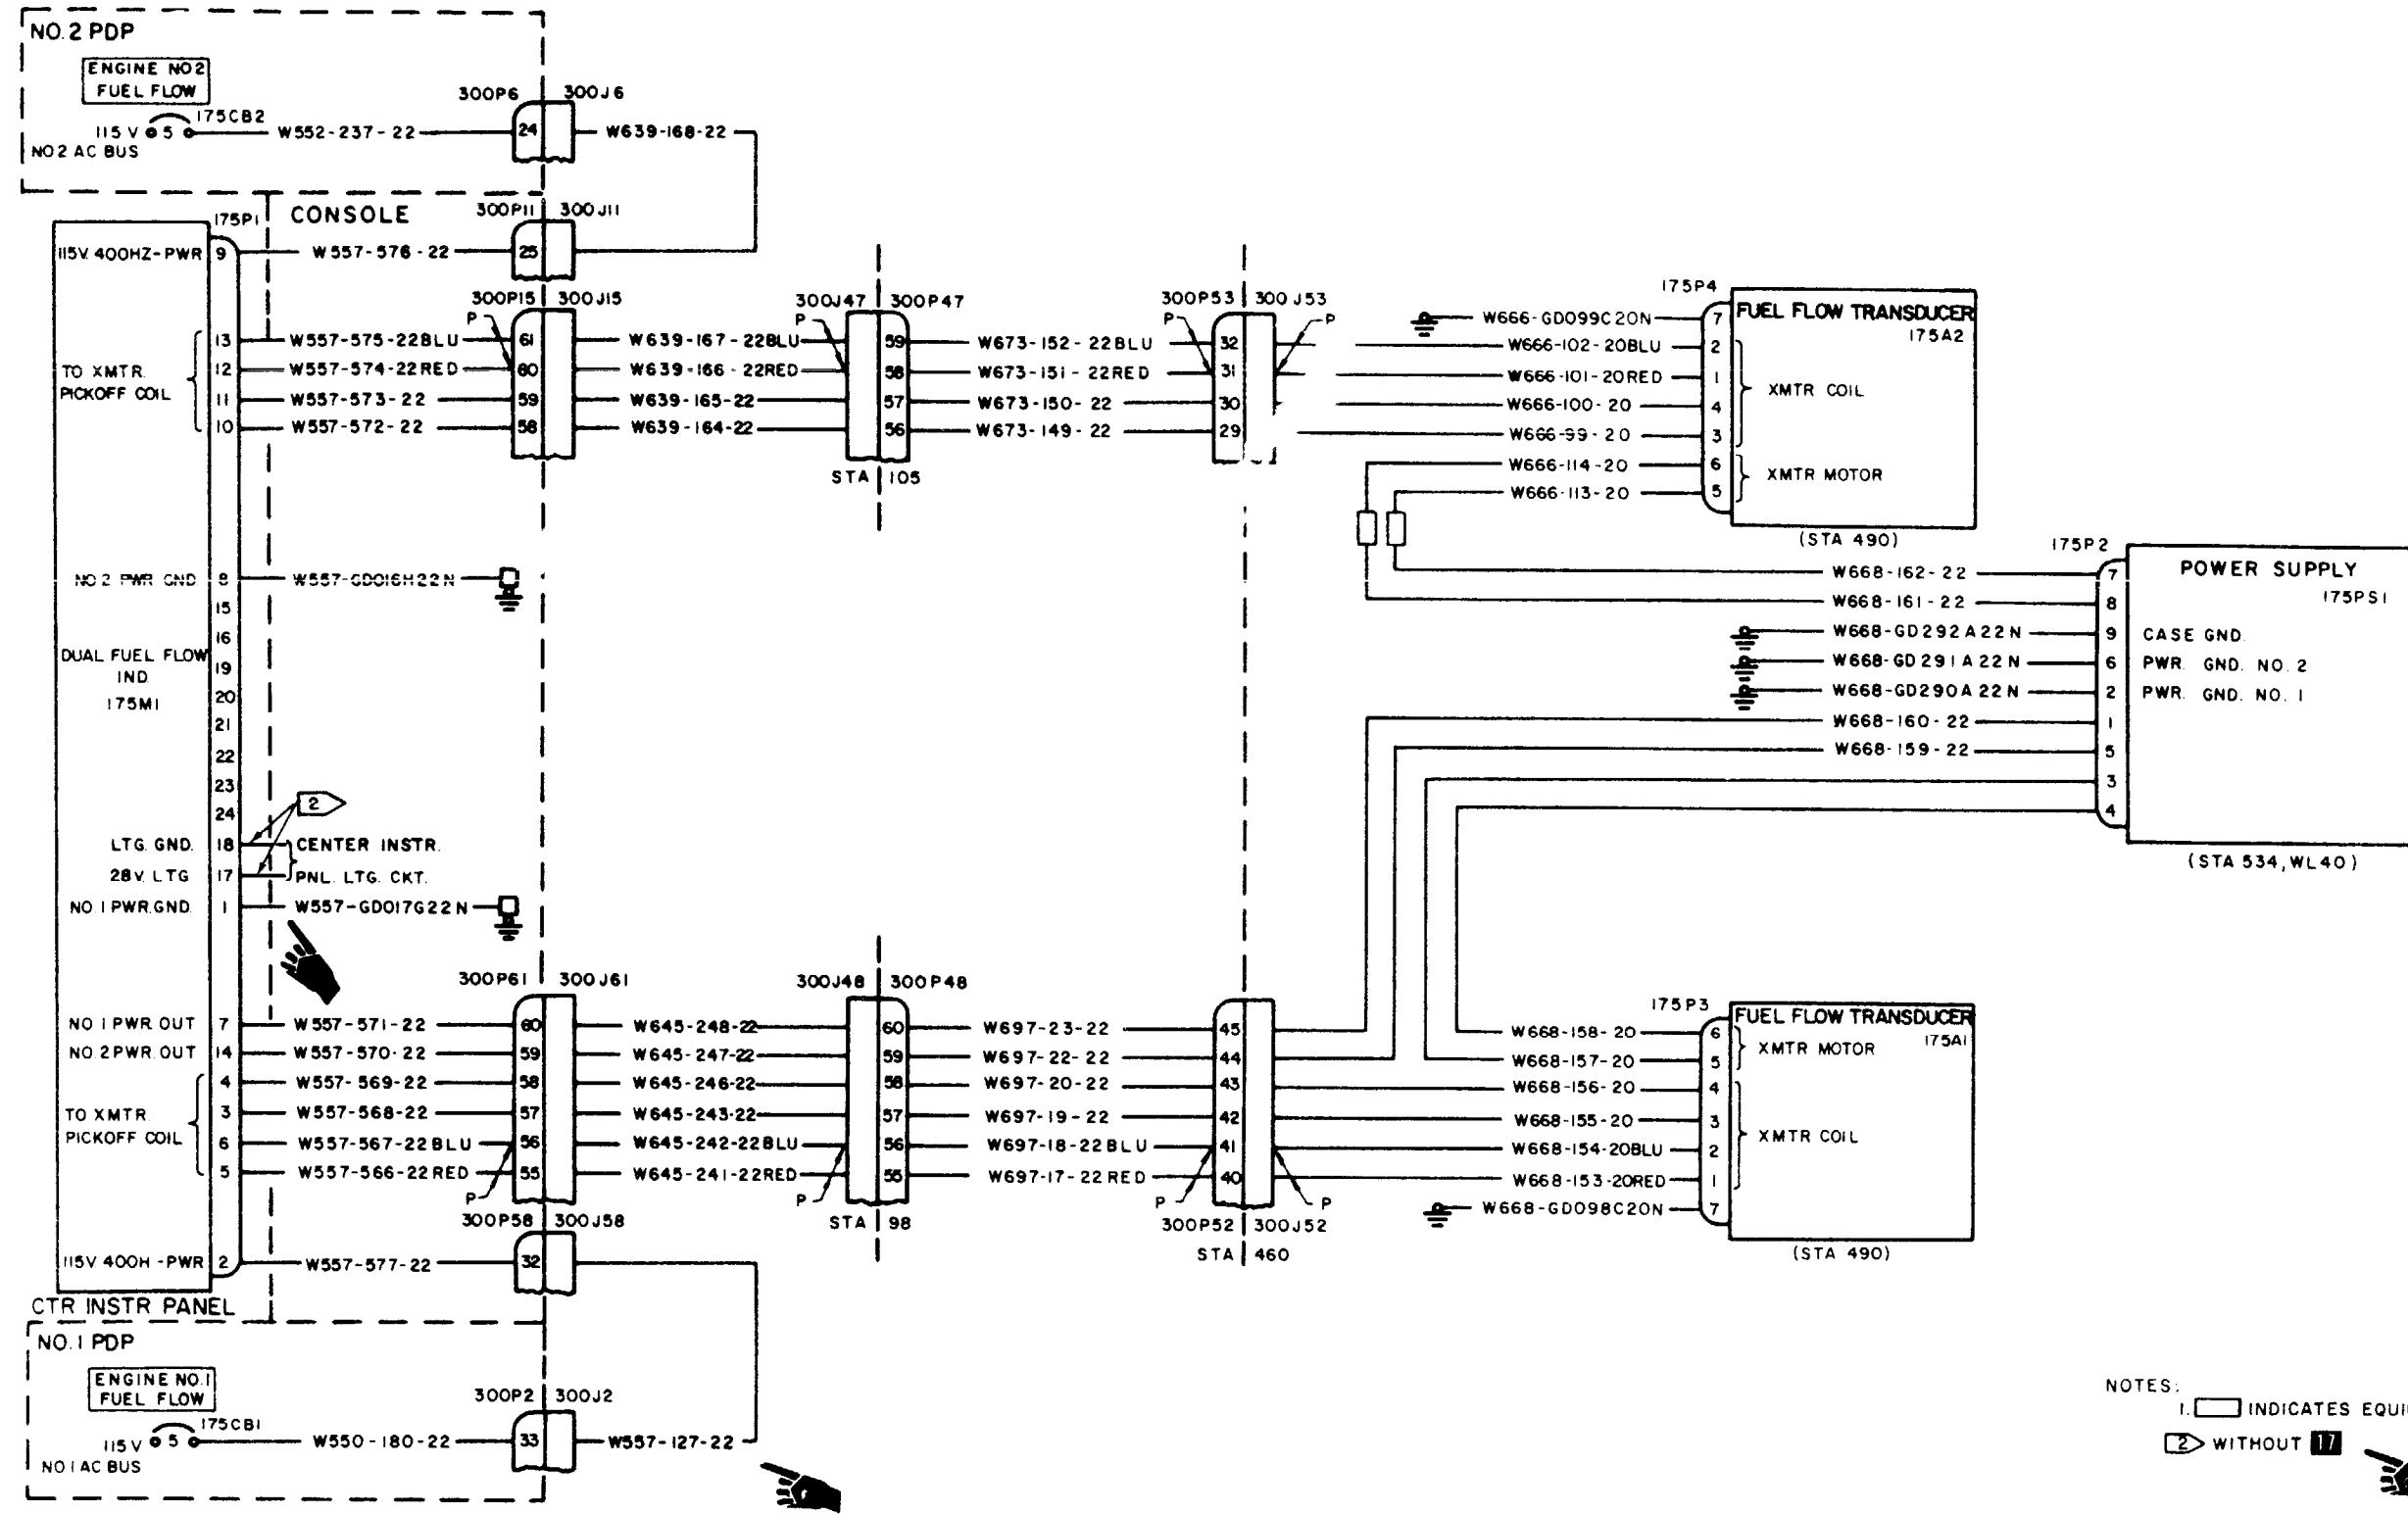 NO. 2 PDP
ENGINE NO 2
FUEL FLOW
175CB2
115 V 5
NO 2 AC BUS
W552-237-22
300P6 300J6
24
W639-168-22
175P1
CONSOLE
300P11 300J11
115V. 400HZ-PWR 9 W557-576-22 25
300P15 300J15
300J47 300P47
300P53 300J53
P P P P
13 W557-575-22BLU 61 W639-167-22BLU 59 W673-152-22BLU 32
TO XMTR. PICKOFF COIL
12 W557-574-22RED 60 W639-166-22RED 58 W673-151-22RED 31
11 W557-573-22 59 W639-165-22 57 W673-150-22 30
10 W557-572-22 58 W639-164-22 56 W673-149-22 29
STA 105
175P4
FUEL FLOW TRANSDUCER
175A2
W666-GD099C20N 7
W666-102-20BLU 2
W666-101-20RED 1
W666-100-20 4
W666-99-20 3
XMTR COIL
W666-114-20 6
W666-113-20 5
XMTR MOTOR
(STA 490)
175P2
POWER SUPPLY
175PS1
W668-162-22 7
W668-161-22 8
W668-GD292A22N 9 CASE GND.
W668-GD291A22N 6 PWR. GND. NO. 2
W668-GD290A22N 2 PWR. GND. NO. 1
W668-160-22 1
W668-159-22 5
3
4
(STA 534, WL40)
NO 2 PWR GND 8 W557-GD016H22N
15
16
DUAL FUEL FLOW
IND
175M1
19
20
21
22
23
24
2
LTG. GND. 18 CENTER INSTR.
28V. LTG 17 PNL. LTG. CKT.
NO. 1 PWR. GND. 1 W557-GD017G22N
300P61 300J61
300J48 300P48
NO 1 PWR OUT 7 W557-571-22 60 W645-248-22 60 W697-23-22 45
NO. 2 PWR. OUT 14 W557-570-22 59 W645-247-22 59 W697-22-22 44
4 W557-569-22 58 W645-246-22 58 W697-20-22 43
TO XMTR. PICKOFF COIL
3 W557-568-22 57 W645-243-22 57 W697-19-22 42
6 W557-567-22BLU 56 W645-242-22BLU 56 W697-18-22BLU 41
5 W557-566-22RED 55 W645-241-22RED 55 W697-17-22RED 40
P P P P
300P58 300J58
STA 98
300P52 300J52
STA 460
175P3
FUEL FLOW TRANSDUCER
175A1
W668-158-20 6
W668-157-20 5
XMTR MOTOR
W668-156-20 4
W668-155-20 3
W668-154-20BLU 2
W668-153-20RED 1
XMTR COIL
W668-GD098C20N 7
(STA 490)
115V 400H -PWR 2 W557-577-22 32
CTR INSTR PANEL
NO. 1 PDP
ENGINE NO. 1
FUEL FLOW
175CB1
115 V 5
NO 1 AC BUS
W550-180-22
300P2 300J2
33
W557-127-22
NOTES:
1. INDICATES EQUI
2 WITHOUT 17